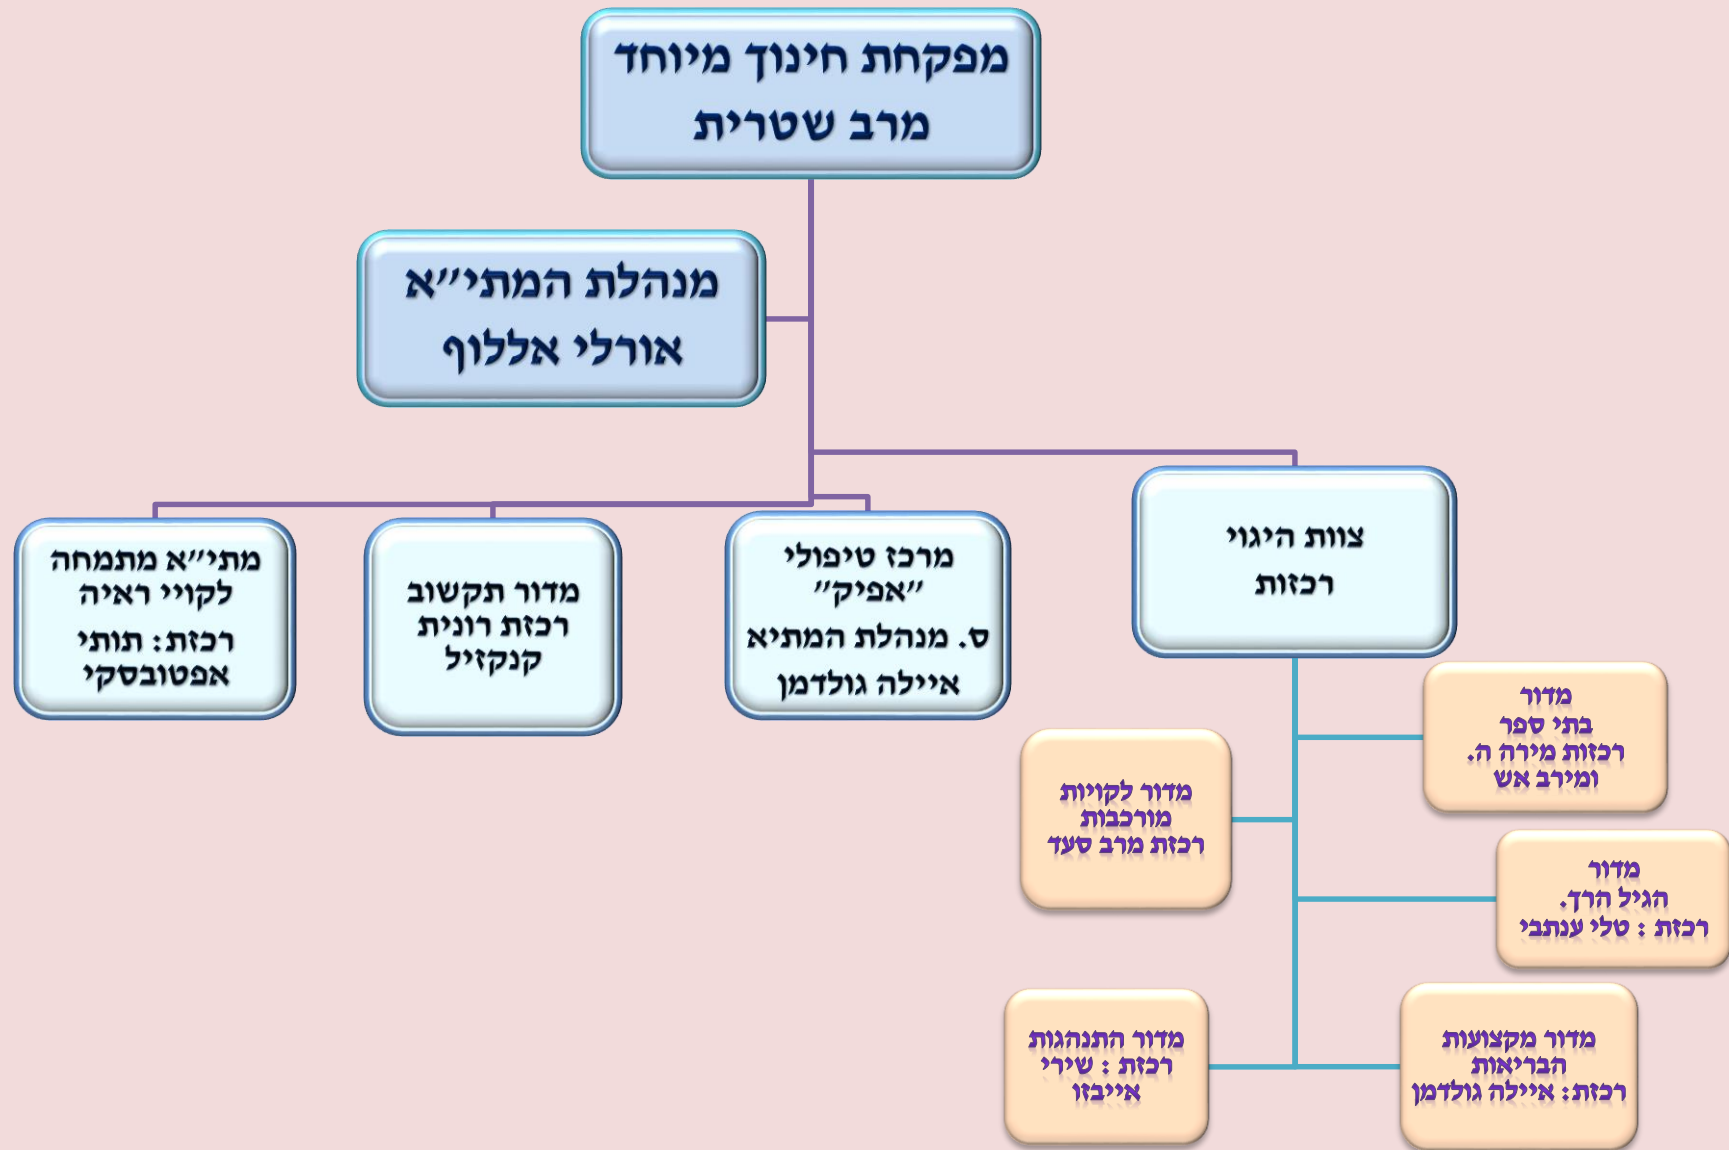 מפקחת חינוך מיוחד
מרב שטרית
מנהלת המתי״א
אורלי אללוף
צוות היגוי
רכזות
מרכז טיפולי
״אפיק״
ס. מנהלת המתיא
איילה גולדמן
מדור תקשוב
רכזת רונית
קנקזיל
מתי״א מתמחה
לקויי ראיה
רכזת: תותי
אפטובסקי
מדור
בתי ספר
רכזות מירה ה.
ומירב אש
מדור לקויות
מורכבות
רכזת מרב סעד
מדור
הגיל הרך.
רכזת : טלי ענתבי
מדור מקצועות
הבריאות
רכזת: איילה גולדמן
מדור התנהגות
רכזת : שירי
אייבזו